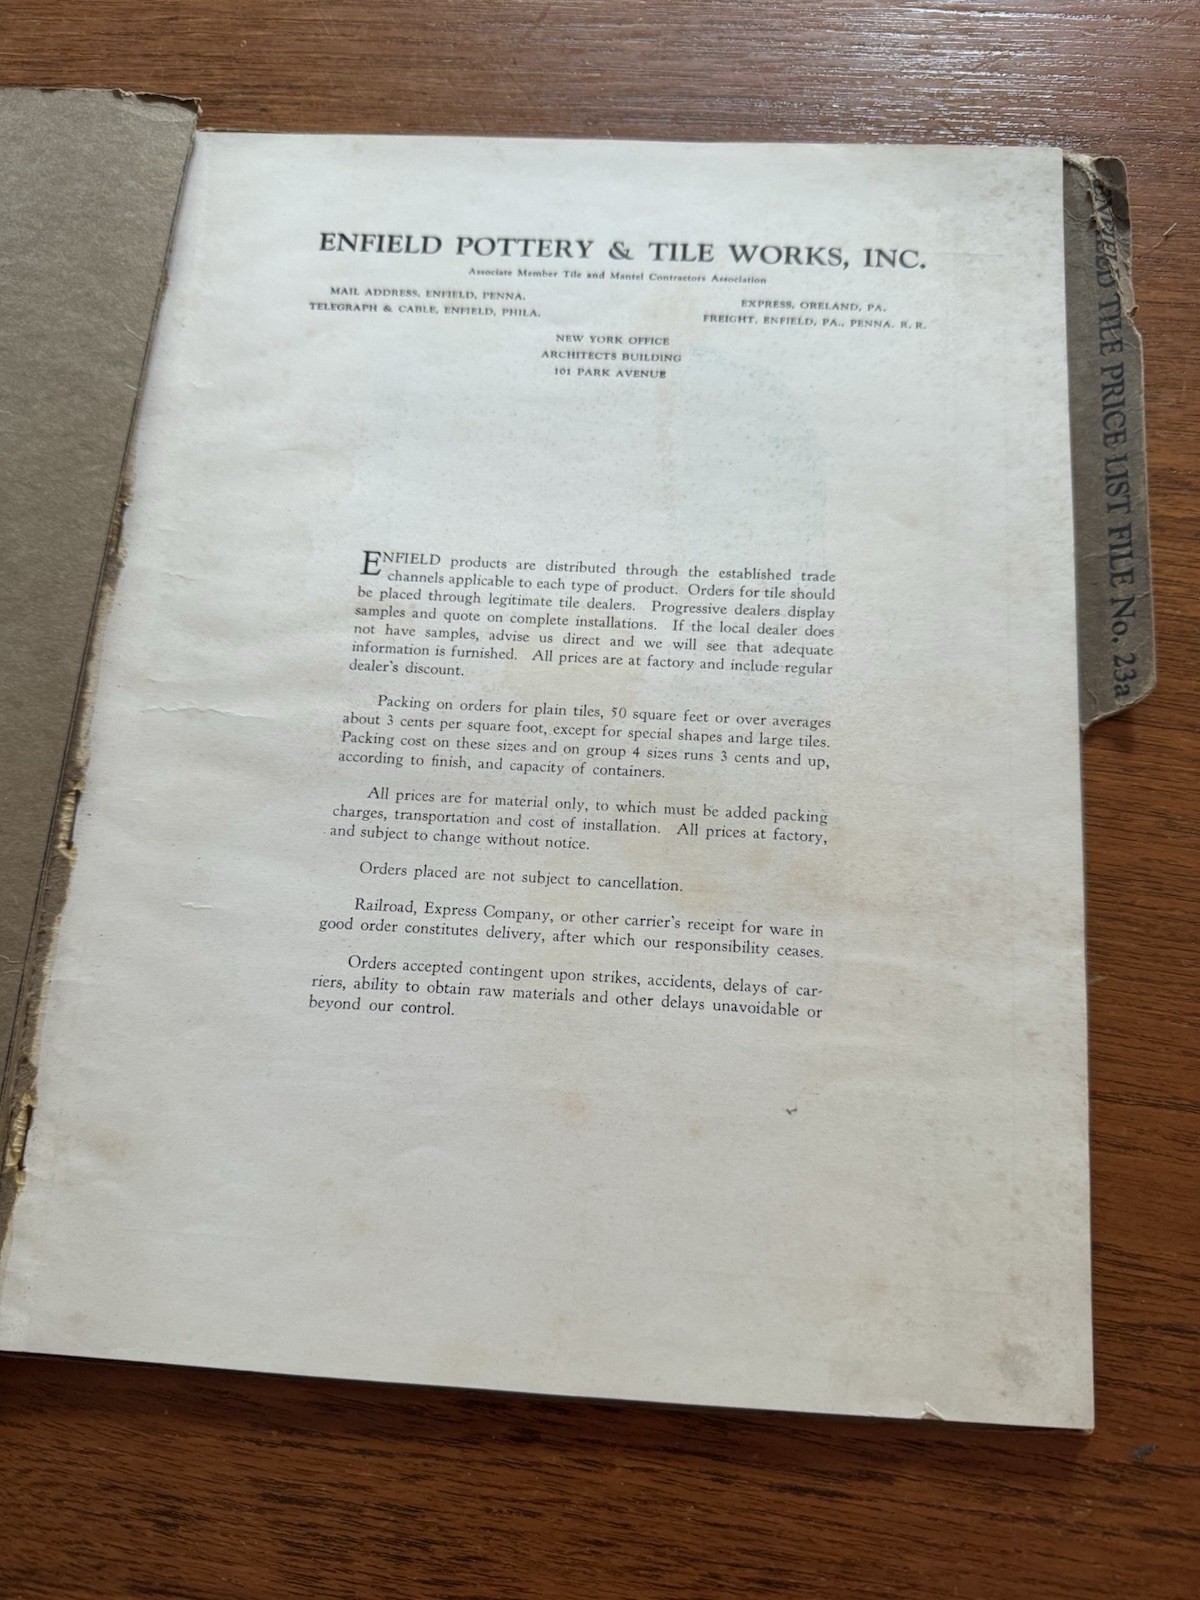 ENFIELD POTTERY & TILE WORKS, INC.
Associate Member Tile and Mantel Contractors Association
MAIL ADDRESS, ENFIELD, PENNA.
TELEGRAPH & CABLE, ENFIELD, PHILA.
EXPRESS, ORELAND, PA.
FREIGHT, ENFIELD, PA., PENNA. R. R.
NEW YORK OFFICE
ARCHITECTS BUILDING
101 PARK AVENUE
ENFIELD products are distributed through the established trade
channels applicable to each type of product. Orders for tile should
be placed through legitimate tile dealers. Progressive dealers display
samples and quote on complete installations. If the local dealer does
not have samples, advise us direct and we will see that adequate
information is furnished. All prices are at factory and include regular
dealer's discount.
Packing on orders for plain tiles, 50 square feet or over averages
about 3 cents per square foot, except for special shapes and large tiles.
Packing cost on these sizes and on group 4 sizes runs 3 cents and up,
according to finish, and capacity of containers.
All prices are for material only, to which must be added packing
charges, transportation and cost of installation. All prices at factory,
and subject to change without notice.
Orders placed are not subject to cancellation.
Railroad, Express Company, or other carrier's receipt for ware in
good order constitutes delivery, after which our responsibility ceases.
Orders accepted contingent upon strikes, accidents, delays of car-
riers, ability to obtain raw materials and other delays unavoidable or
beyond our control.
TILE PRICE LIST FILE No. 23a